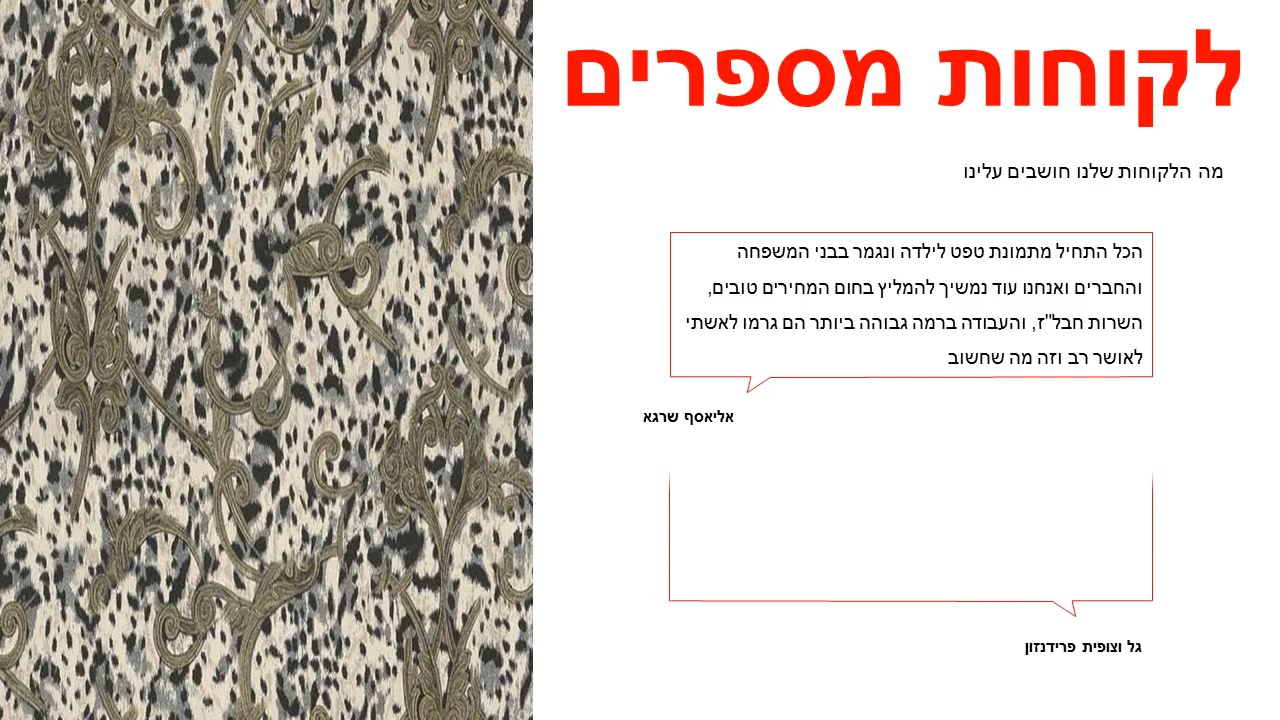 לקוחות מספרים
מה הלקוחות שלנו חושבים עלינו
הכל התחיל מתמונת טפט לילדה ונגמר בבני המשפחה
והחברים ואנחנו עוד נמשיך להמליץ בחום המחירים טובים,
השרות חבל"ז, והעבודה ברמה גבוהה ביותר הם גרמו לאשתי
לאושר רב וזה מה שחשוב
אליאסף שרגא
גל וצופית פרידנזון